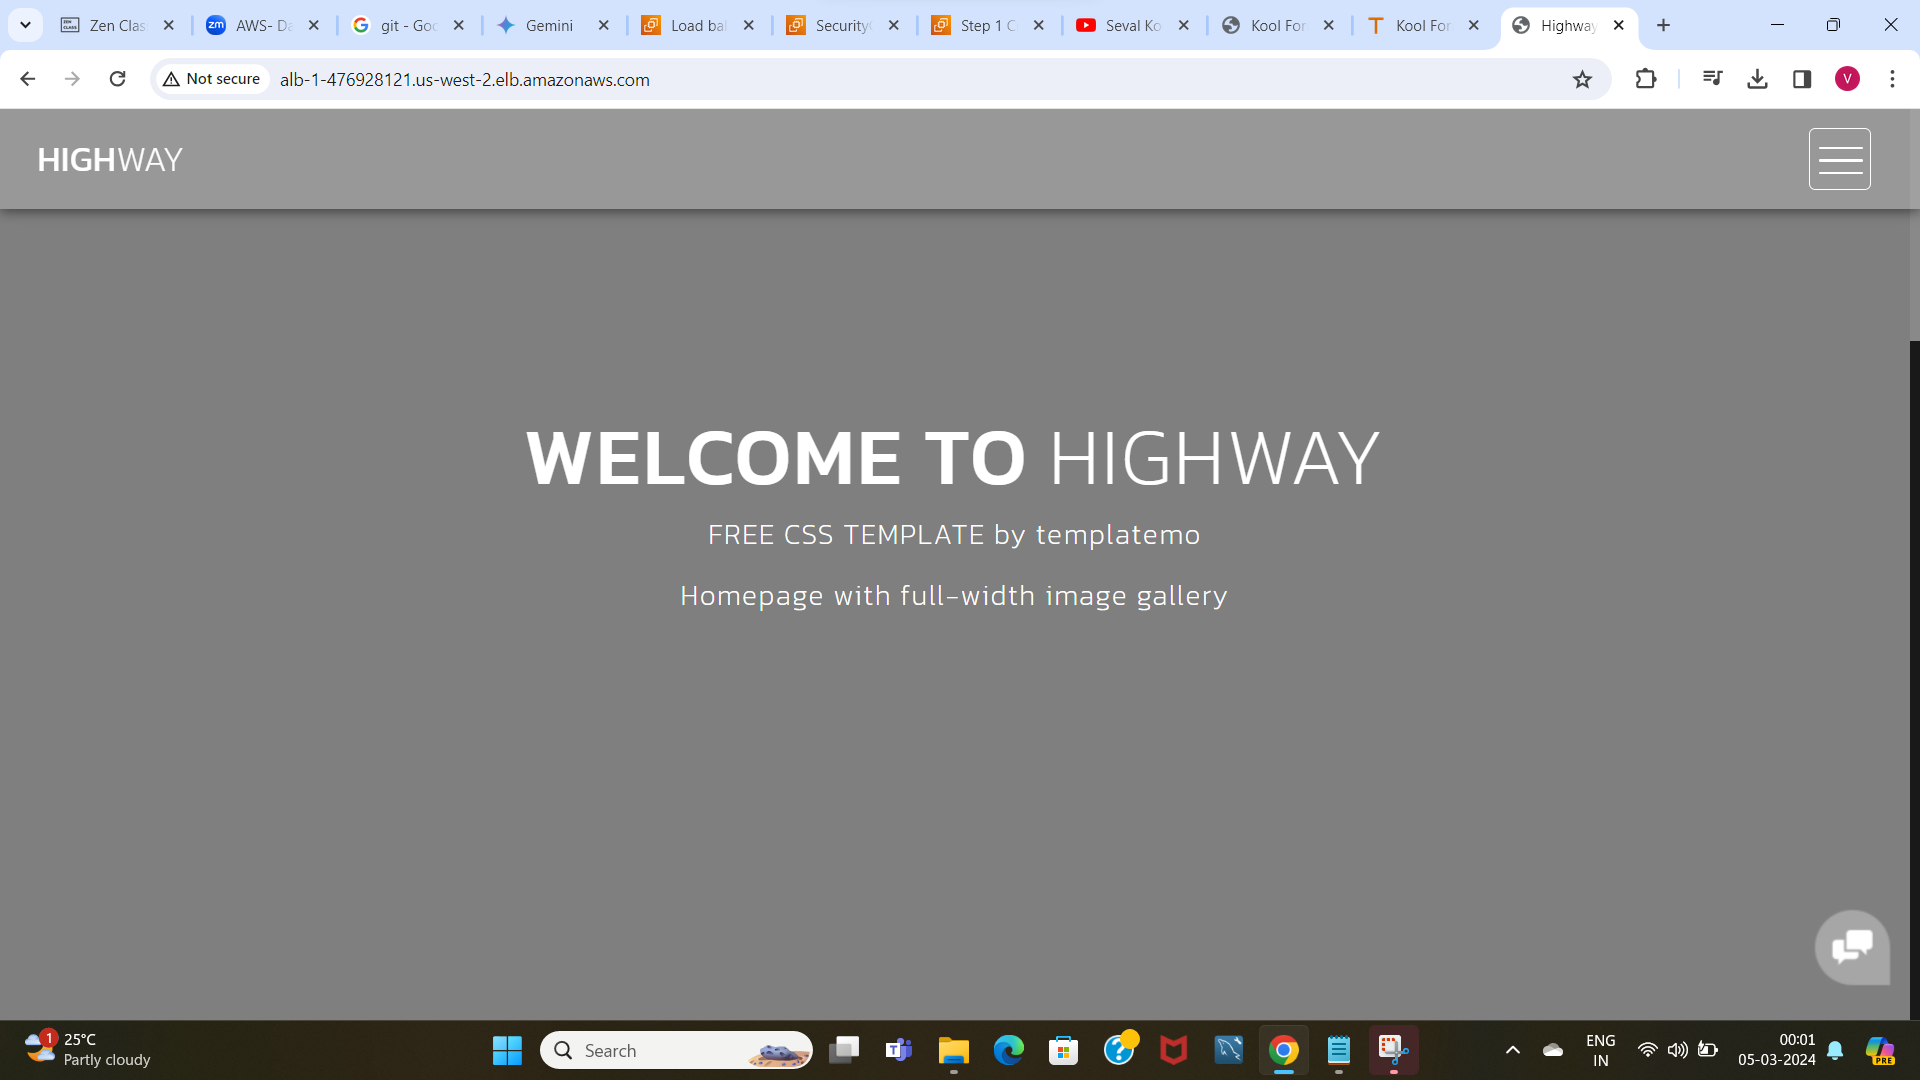 Zen Clas
AWS- Da
git - Goo
Gemini
Load bal
Security
Step 1 C
Seval Ko
Kool For
Kool For
Highway
Not secure
alb-1-476928121.us-west-2.elb.amazonaws.com
V
HIGHWAY
WELCOME TO HIGHWAY
FREE CSS TEMPLATE by templatemo
Homepage with full-width image gallery
1
25°C
Partly cloudy
Search
ENG
IN
00:01
05-03-2024
PRE